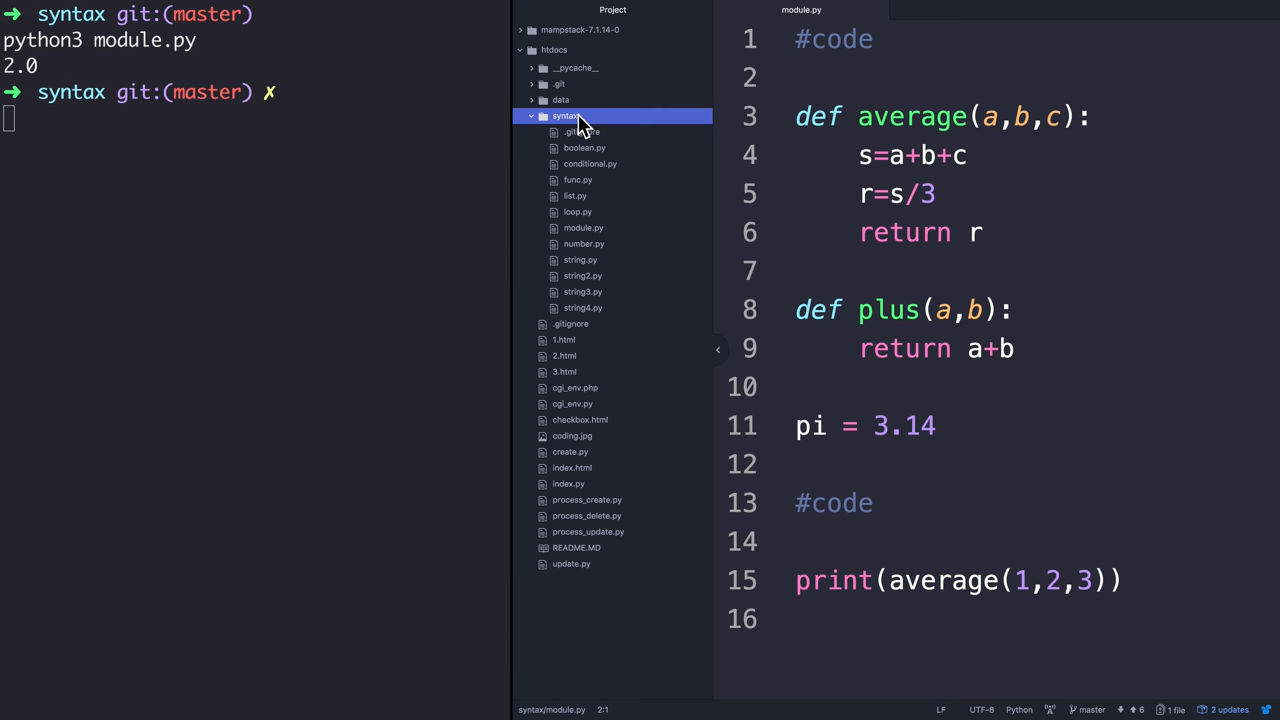 ➜ syntax git:(master)
python3 module.py
2.0
➜ syntax git:(master) ✗
Project
mampstack-7.1.14-0
htdocs
__pycache__
.git
data
syntax
boolean.py
conditional.py
func.py
list.py
loop.py
module.py
number.py
string.py
string2.py
string3.py
string4.py
.gitignore
1.html
2.html
3.html
cgi_env.php
cgi_env.py
checkbox.html
coding.jpg
create.py
index.html
index.py
process_create.py
process_delete.py
process_update.py
README.MD
update.py
module.py
1 #code
2
3 def average(a,b,c):
4 s=a+b+c
5 r=s/3
6 return r
7
8 def plus(a,b):
9 return a+b
10
11 pi = 3.14
12
13 #code
14
15 print(average(1,2,3))
16
syntax/module.py 2:1 LF UTF-8 Python master 6 1 file 2 updates